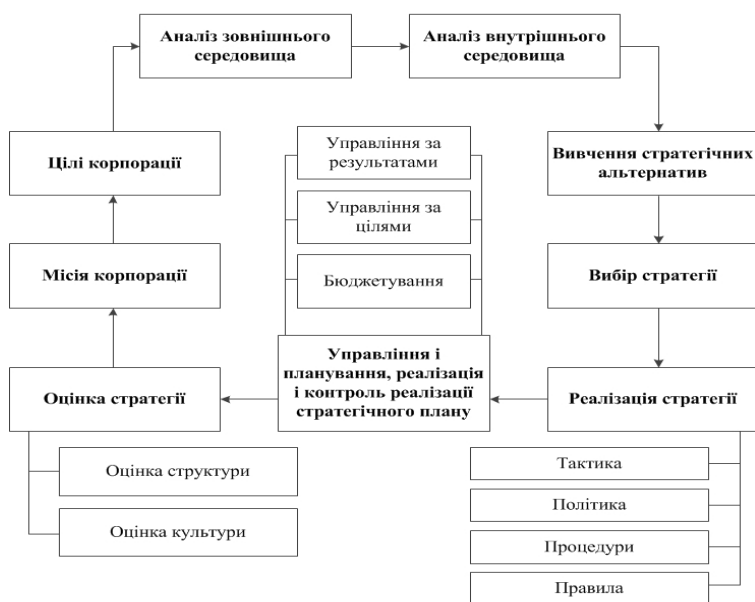 Аналіз зовнішнього
середовища
Аналіз внутрішнього
середовища
Цілі корпорації
Управління за
результатами
Вивчення стратегічних
альтернатив
Управління за
цілями
Місія корпорації
Бюджетування
Вибір стратегії
Оцінка стратегії
Управління і
планування, реалізація
і контроль реалізації
стратегічного плану
Реалізація стратегії
Оцінка структури
Оцінка культури
Тактика
Політика
Процедури
Правила